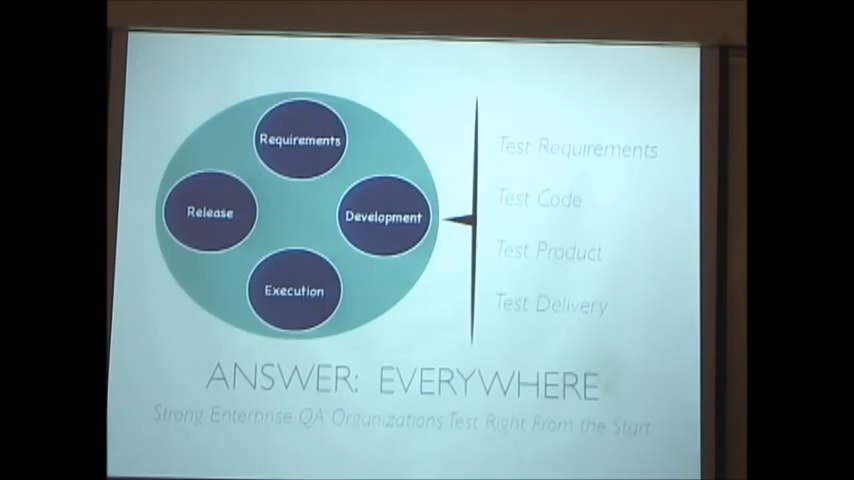 Requirements
Release
Development
Execution
Test Requirements
Test Code
Test Product
Test Delivery
ANSWER: EVERYWHERE
Strong Enterprise QA Organizations Test Right From the Start